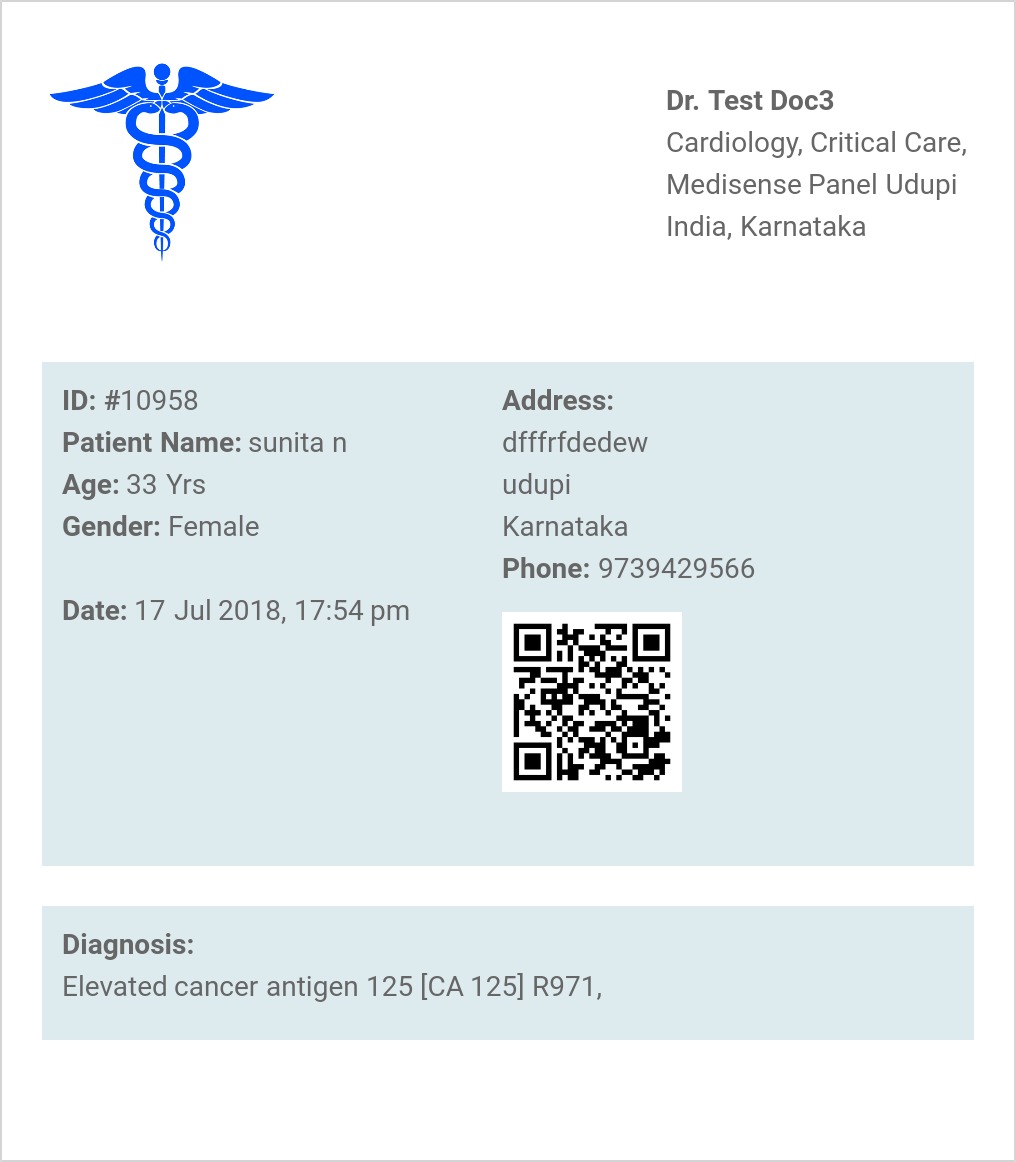 Dr. Test Doc3
Cardiology, Critical Care,
Medisense Panel Udupi
India, Karnataka
ID: #10958
Patient Name: sunita n
Age: 33 Yrs
Gender: Female
Date: 17 Jul 2018, 17:54 pm
Address:
dfffrfdedew
udupi
Karnataka
Phone: 9739429566
Diagnosis:
Elevated cancer antigen 125 [CA 125] R971,